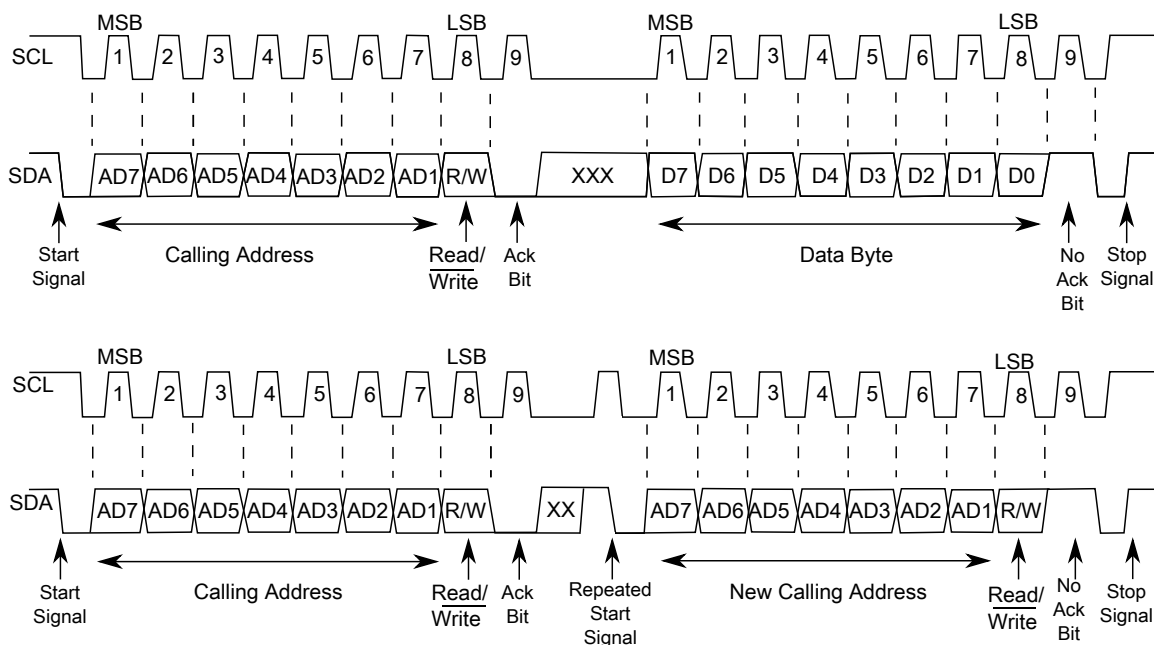 MSB LSB MSB LSB
SCL 1 2 3 4 5 6 7 8 9 1 2 3 4 5 6 7 8 9
SDA AD7 AD6 AD5 AD4 AD3 AD2 AD1 R/W XXX D7 D6 D5 D4 D3 D2 D1 D0
Start
Signal
Calling Address
Read/
Write
Ack
Bit
Data Byte
No
Ack
Bit
Stop
Signal
MSB LSB MSB LSB
SCL 1 2 3 4 5 6 7 8 9 1 2 3 4 5 6 7 8 9
SDA AD7 AD6 AD5 AD4 AD3 AD2 AD1 R/W XX AD7 AD6 AD5 AD4 AD3 AD2 AD1 R/W
Start
Signal
Calling Address
Read/
Write
Ack
Bit
Repeated
Start
Signal
New Calling Address
Read/
Write
No
Ack
Bit
Stop
Signal